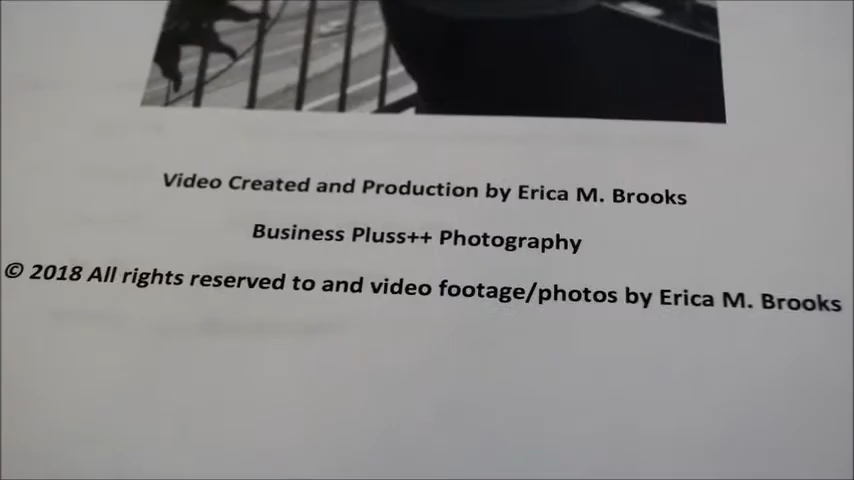 Video Created and Production by Erica M. Brooks
Business Pluss++ Photography
© 2018 All rights reserved to and video footage/photos by Erica M. Brooks